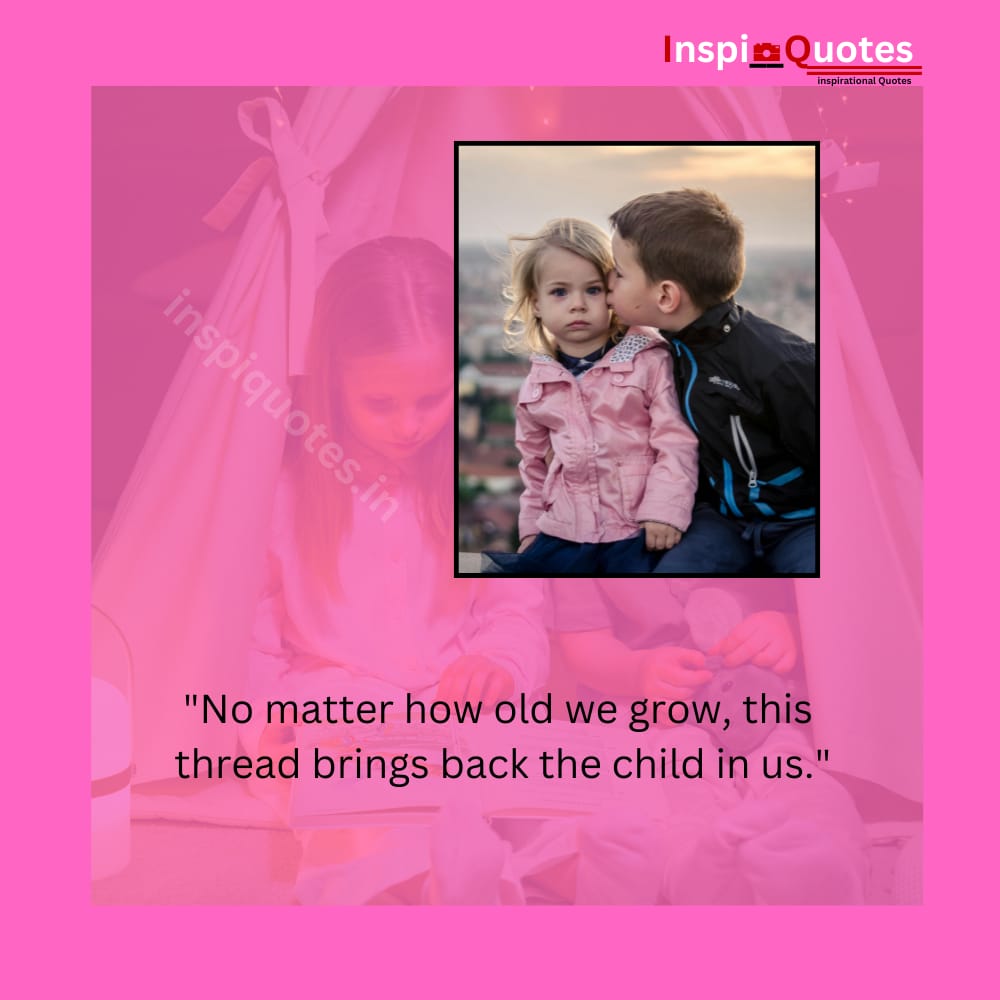 Inspi Quotes
inspirational Quotes
inspiquotes.in
"No matter how old we grow, this
thread brings back the child in us."